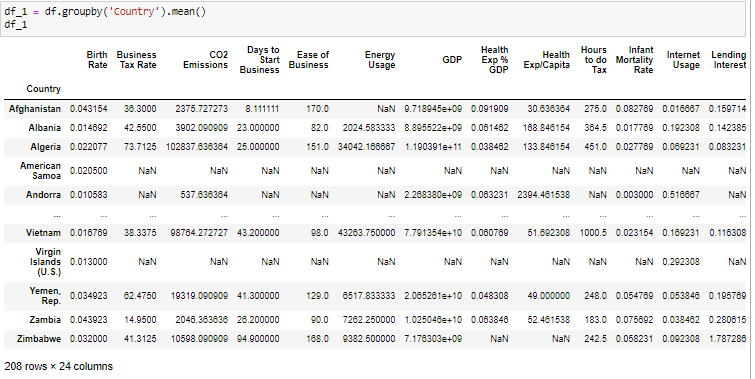 df_1 = df.groupby('Country').mean()
df_1
Birth Rate Business Tax Rate CO2 Emissions Days to Start Business Ease of Business Energy Usage GDP Health Exp % GDP Health Exp/Capita Hours to do Tax Infant Mortality Rate Internet Usage Lending Interest
Country
Afghanistan 0.043154 36.3000 2375.727273 8.111111 170.0 NaN 9.718945e+09 0.091909 30.636364 275.0 0.082769 0.016667 0.159714
Albania 0.014692 42.5500 3902.090909 23.000000 82.0 2024.583333 8.895522e+09 0.061462 168.846154 364.5 0.017769 0.192308 0.142385
Algeria 0.022077 73.7125 102837.636364 25.000000 151.0 34042.166667 1.190391e+11 0.038462 133.846154 451.0 0.027769 0.069231 0.083231
American Samoa 0.020500 NaN NaN NaN NaN NaN NaN NaN NaN NaN NaN NaN NaN
Andorra 0.010583 NaN 537.636364 NaN NaN NaN 2.268380e+09 0.063231 2394.461538 NaN 0.003000 0.516667 NaN
... ... ... ... ... ... ... ... ... ... ... ... ... ...
Vietnam 0.016769 38.3375 98764.272727 43.200000 98.0 43263.750000 7.791354e+10 0.060769 51.692308 1000.5 0.023154 0.169231 0.116308
Virgin Islands (U.S.) 0.013000 NaN NaN NaN NaN NaN NaN NaN NaN NaN NaN 0.292308 NaN
Yemen, Rep. 0.034923 62.4750 19319.090909 41.300000 129.0 6517.833333 2.065261e+10 0.048308 49.000000 248.0 0.054769 0.053846 0.195769
Zambia 0.043923 14.9500 2046.363636 26.200000 90.0 7262.250000 1.025046e+10 0.063846 52.461538 183.0 0.075692 0.038462 0.280615
Zimbabwe 0.032000 41.3125 10598.090909 94.900000 168.0 9382.500000 7.176303e+09 NaN NaN 242.5 0.058231 0.092308 1.787286
208 rows × 24 columns